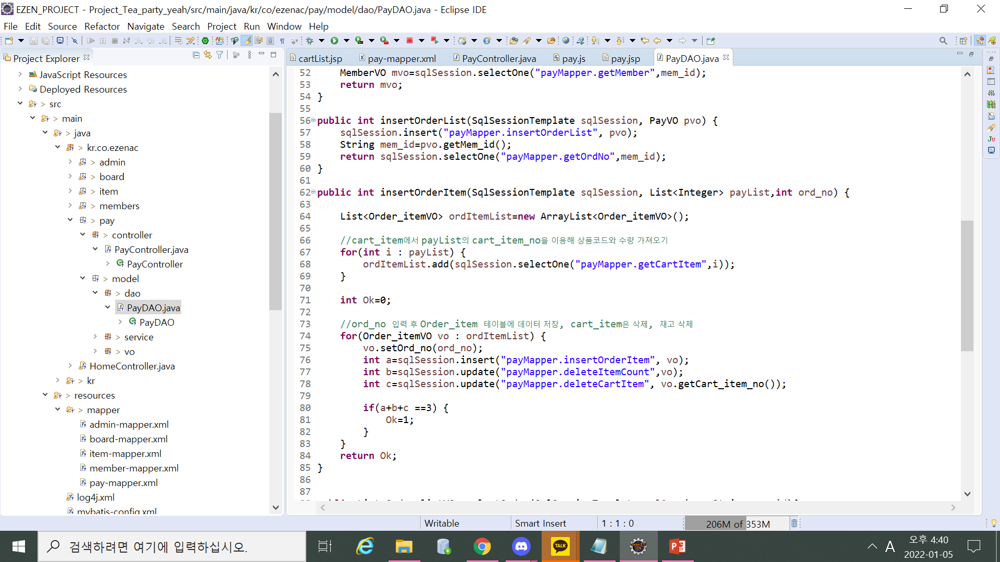 EZEN_PROJECT - Project_Tea_party_yeah/src/main/java/kr/co/ezenac/pay/model/dao/PayDAO.java - Eclipse IDE
File Edit Source Refactor Navigate Search Project Run Window Help
Project Explorer
JavaScript Resources
Deployed Resources
> src
> main
> java
> kr.co.ezenac
> admin
> board
> item
> members
> pay
> controller
PayController.java
PayController
> model
> dao
PayDAO.java
PayDAO
> service
> vo
HomeController.java
> kr
> resources
> mapper
admin-mapper.xml
board-mapper.xml
item-mapper.xml
member-mapper.xml
pay-mapper.xml
log4j.xml
mybatis-config.xml
cartList.jsp pay-mapper.xml PayController.java pay.js pay.jsp PayDAO.java
52 MemberVO mvo=sqlSession.selectOne("payMapper.getMember",mem_id);
53 return mvo;
54 }
55
56 public int insertOrderList(SqlSessionTemplate sqlSession, PayVO pvo) {
57 sqlSession.insert("payMapper.insertOrderList", pvo);
58 String mem_id=pvo.getMem_id();
59 return sqlSession.selectOne("payMapper.getOrdNo",mem_id);
60 }
61
62 public int insertOrderItem(SqlSessionTemplate sqlSession, List<Integer> payList,int ord_no) {
63
64 List<Order_itemVO> ordItemList=new ArrayList<Order_itemVO>();
65
66 //cart_item에서 payList의 cart_item_no을 이용해 상품코드와 수량 가져오기
67 for(int i : payList) {
68 ordItemList.add(sqlSession.selectOne("payMapper.getCartItem",i));
69 }
70
71 int Ok=0;
72
73 //ord_no 입력 후 Order_item 테이블에 데이터 저장, cart_item은 삭제, 재고 삭제
74 for(Order_itemVO vo : ordItemList) {
75 vo.setOrd_no(ord_no);
76 int a=sqlSession.insert("payMapper.insertOrderItem", vo);
77 int b=sqlSession.update("payMapper.deleteItemCount",vo);
78 int c=sqlSession.update("payMapper.deleteCartItem", vo.getCart_item_no());
79
80 if(a+b+c ==3) {
81 Ok=1;
82 }
83 }
84 return Ok;
85 }
86
87
Writable Smart Insert 1 : 1 : 0 206M of 353M
검색하려면 여기에 입력하십시오.
TALK
Java EE IDE
A
오후 4:40
2022-01-05